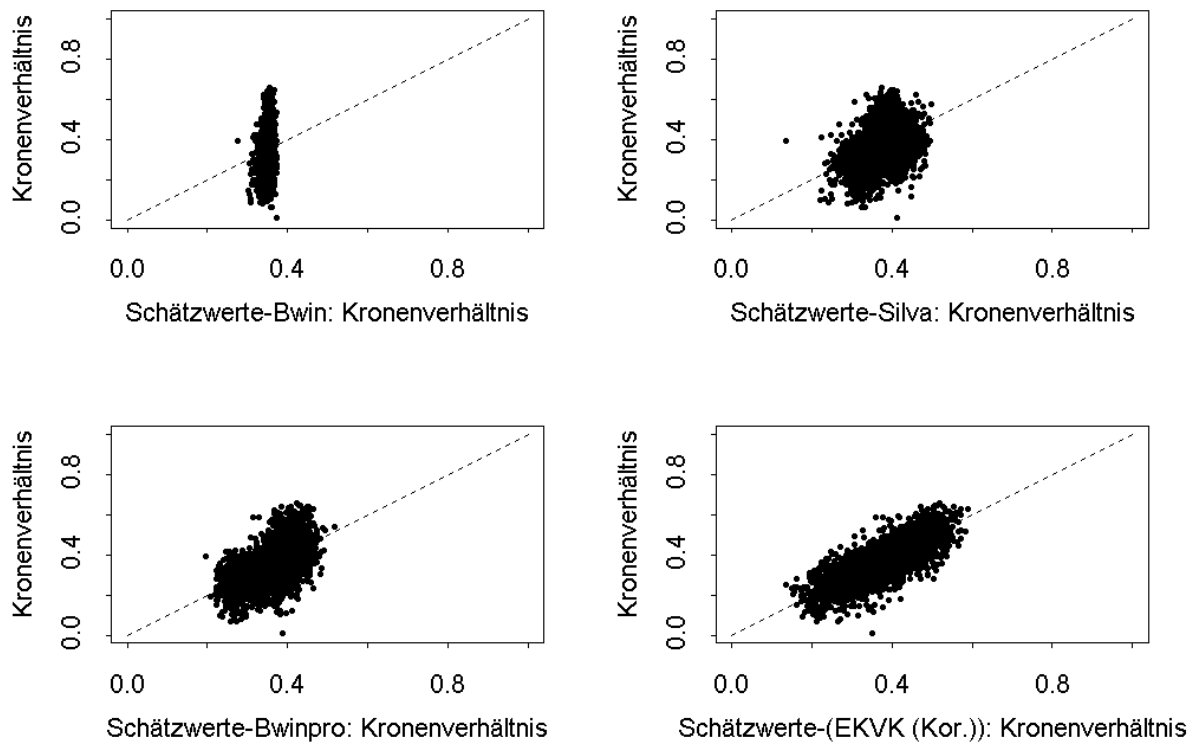 Kronenverhältnis
0.0 0.4 0.8
0.0 0.4 0.8
Schätzwerte-Bwin: Kronenverhältnis
Kronenverhältnis
0.0 0.4 0.8
0.0 0.4 0.8
Schätzwerte-Silva: Kronenverhältnis
Kronenverhältnis
0.0 0.4 0.8
0.0 0.4 0.8
Schätzwerte-Bwinpro: Kronenverhältnis
Kronenverhältnis
0.0 0.4 0.8
0.0 0.4 0.8
Schätzwerte-(EKVK (Kor.)): Kronenverhältnis